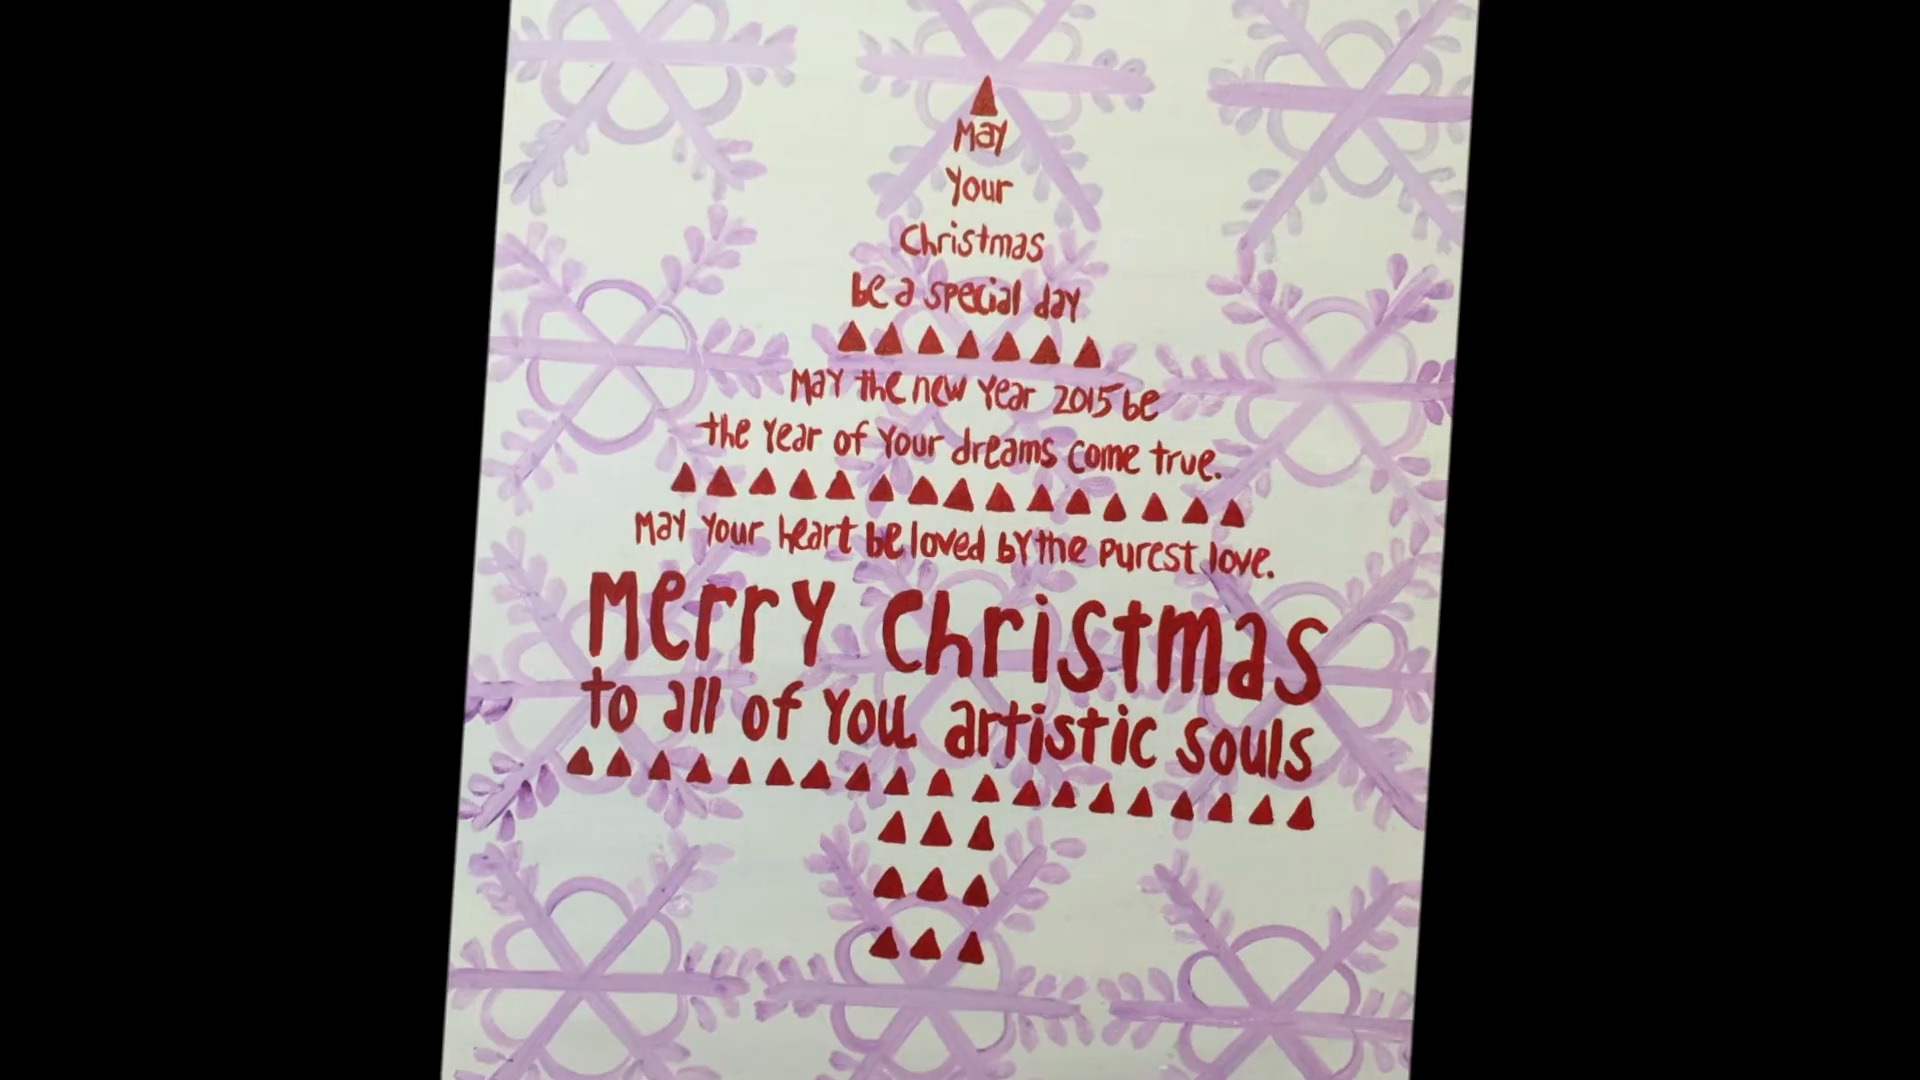 May
Your
Christmas
be a special day
May the new Year 2015 be
the Year of Your dreams come true.
May Your heart be loved by the purest love.
Merry Christmas
to all of You artistic souls